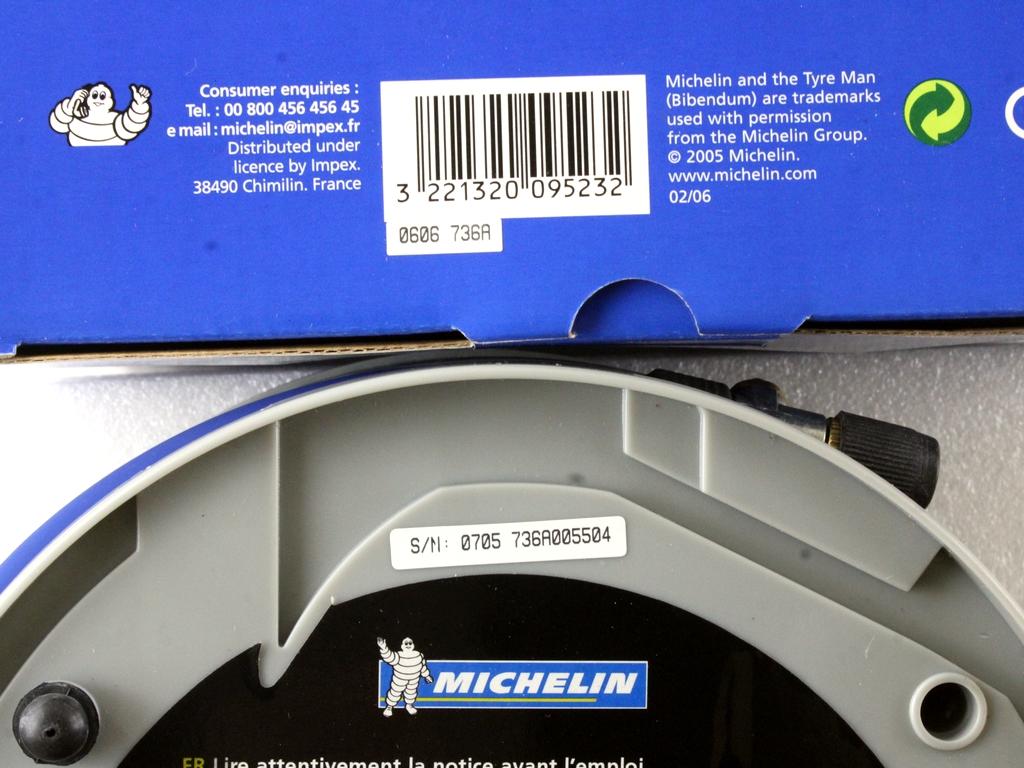 Consumer enquiries :
Tel. : 00 800 456 456 45
e mail : michelin@impex.fr
Distributed under
licence by Impex.
38490 Chimilin. France
3 221320 095232
0606 736A
Michelin and the Tyre Man
(Bibendum) are trademarks
used with permission
from the Michelin Group.
© 2005 Michelin.
www.michelin.com
02/06
S/N: 0705 736A005504
MICHELIN
FR Lire attentivement la notice avant l'emploi